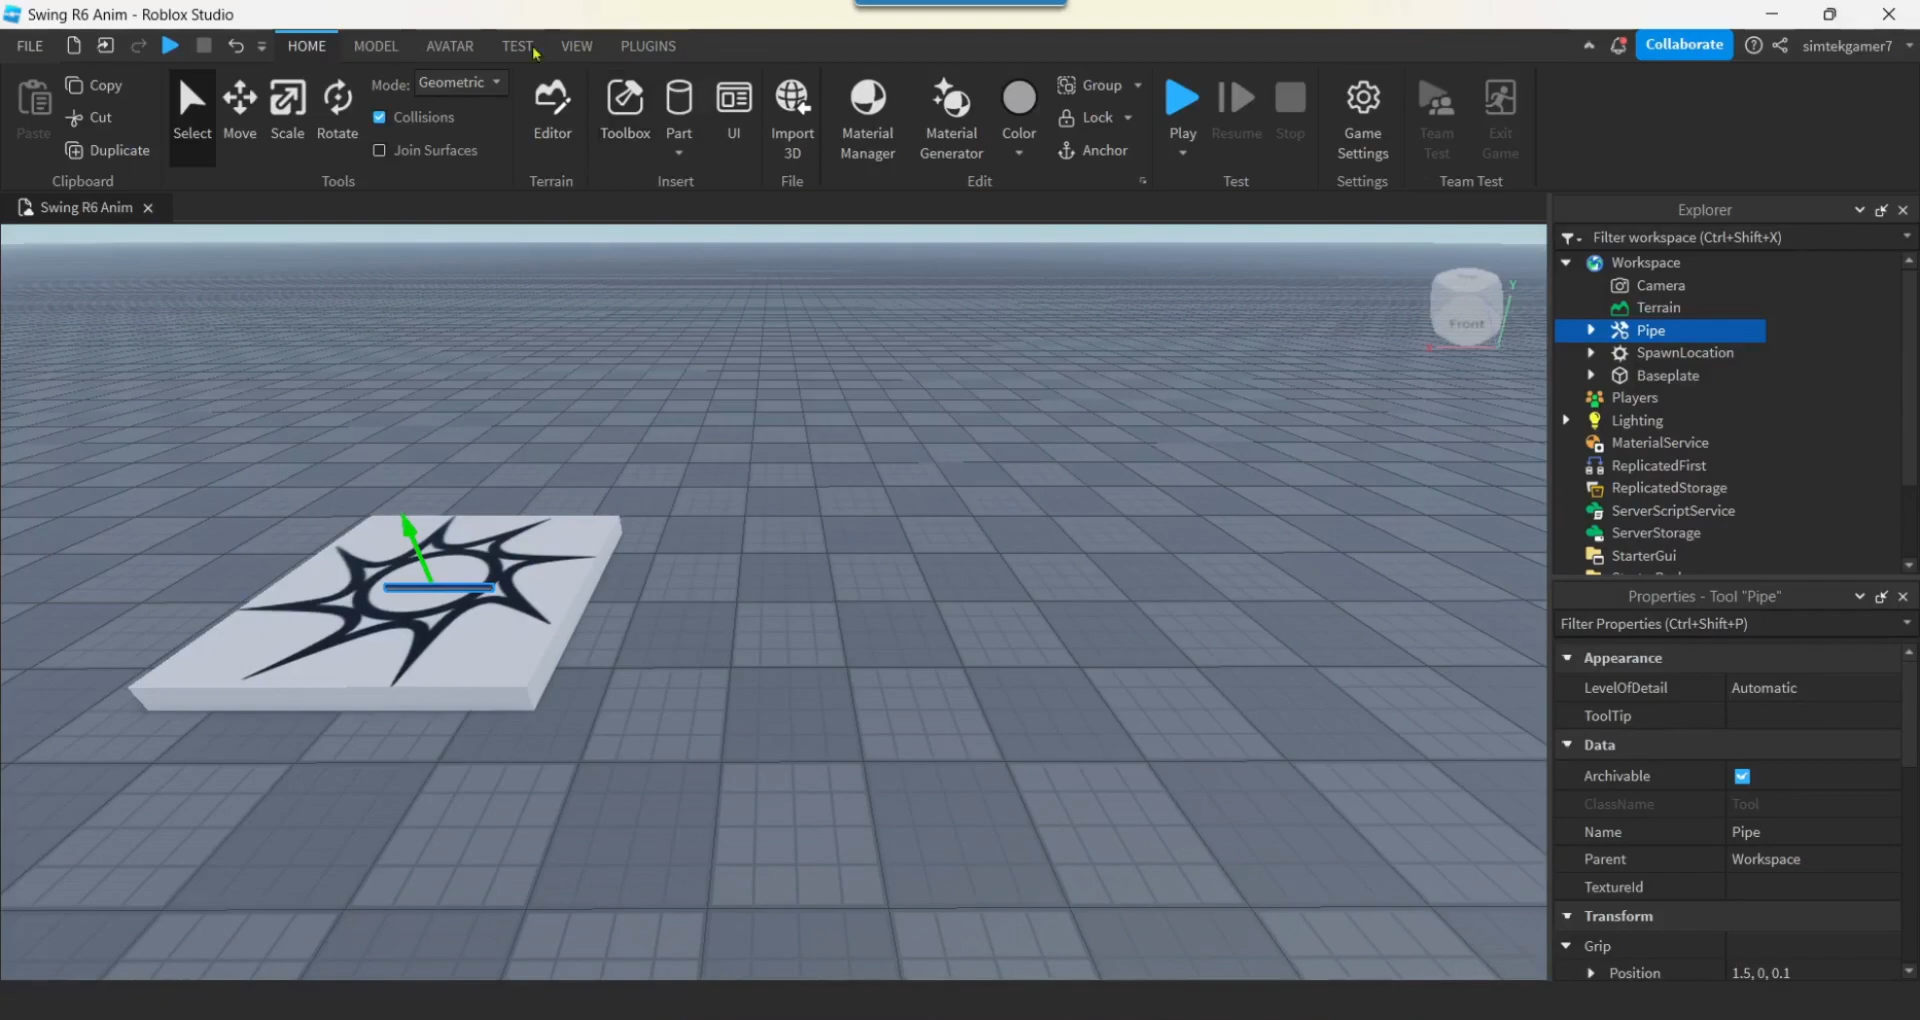 Swing R6 Anim - Roblox Studio
FILE HOME MODEL AVATAR TEST VIEW PLUGINS Collaborate simtekgamer7
Paste Copy Cut Duplicate
Clipboard
Select Move Scale Rotate
Mode: Geometric
Collisions
Join Surfaces
Tools
Editor
Terrain
Toolbox Part UI
Insert
Import 3D
File
Material Manager
Material Generator
Color
Group
Lock
Anchor
Edit
Play Resume Stop
Test
Game Settings
Settings
Team Test
Exit Game
Team Test
Swing R6 Anim
Front
Y
Explorer
Filter workspace (Ctrl+Shift+X)
Workspace
Camera
Terrain
Pipe
SpawnLocation
Baseplate
Players
Lighting
MaterialService
ReplicatedFirst
ReplicatedStorage
ServerScriptService
ServerStorage
StarterGui
Properties - Tool "Pipe"
Filter Properties (Ctrl+Shift+P)
Appearance
LevelOfDetail Automatic
ToolTip
Data
Archivable
ClassName Tool
Name Pipe
Parent Workspace
TextureId
Transform
Grip
Position 1.5, 0, 0.1